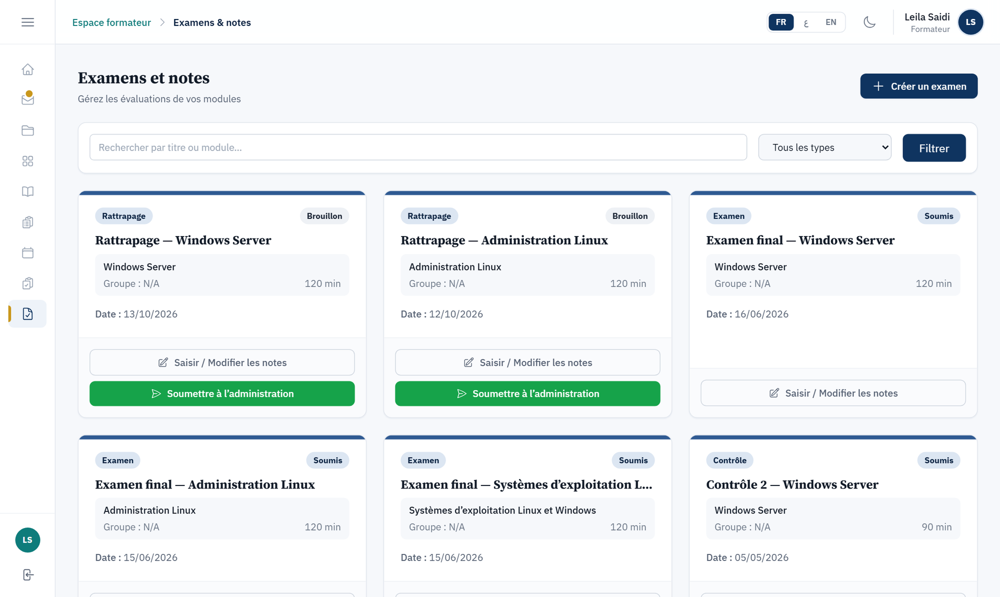 Espace formateur
Examens & notes
FR
ع
EN
Leila Saidi
Formateur
LS
Examens et notes
Gérez les évaluations de vos modules
Créer un examen
Rechercher par titre ou module...
Tous les types
Filtrer
Rattrapage
Brouillon
Rattrapage — Windows Server
Windows Server
Groupe : N/A
120 min
Date : 13/10/2026
Saisir / Modifier les notes
Soumettre à l’administration
Rattrapage
Brouillon
Rattrapage — Administration Linux
Administration Linux
Groupe : N/A
120 min
Date : 12/10/2026
Saisir / Modifier les notes
Soumettre à l’administration
Examen
Soumis
Examen final — Windows Server
Windows Server
Groupe : N/A
120 min
Date : 16/06/2026
Saisir / Modifier les notes
Examen
Soumis
Examen final — Administration Linux
Administration Linux
Groupe : N/A
120 min
Date : 15/06/2026
Examen
Soumis
Examen final — Systèmes d’exploitation L...
Systèmes d’exploitation Linux et Windows
Groupe : N/A
120 min
Date : 15/06/2026
Contrôle
Soumis
Contrôle 2 — Windows Server
Windows Server
Groupe : N/A
90 min
Date : 05/05/2026
LS